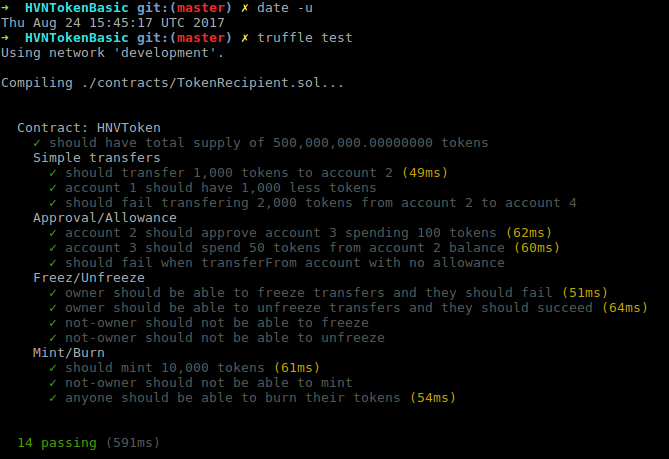 ➜ HVNTokenBasic git:(master) ✗ date -u
Thu Aug 24 15:45:17 UTC 2017
➜ HVNTokenBasic git:(master) ✗ truffle test
Using network 'development'.
Compiling ./contracts/TokenRecipient.sol...
Contract: HNVToken
✓ should have total supply of 500,000,000.00000000 tokens
Simple transfers
✓ should transfer 1,000 tokens to account 2 (49ms)
✓ account 1 should have 1,000 less tokens
✓ should fail transfering 2,000 tokens from account 2 to account 4
Approval/Allowance
✓ account 2 should approve account 3 spending 100 tokens (62ms)
✓ account 3 should spend 50 tokens from account 2 balance (60ms)
✓ should fail when transferFrom account with no allowance
Freez/Unfreeze
✓ owner should be able to freeze transfers and they should fail (51ms)
✓ owner should be able to unfreeze transfers and they should succeed (64ms)
✓ not-owner should not be able to freeze
✓ not-owner should not be able to unfreeze
Mint/Burn
✓ should mint 10,000 tokens (61ms)
✓ not-owner should not be able to mint
✓ anyone should be able to burn their tokens (54ms)
14 passing (591ms)